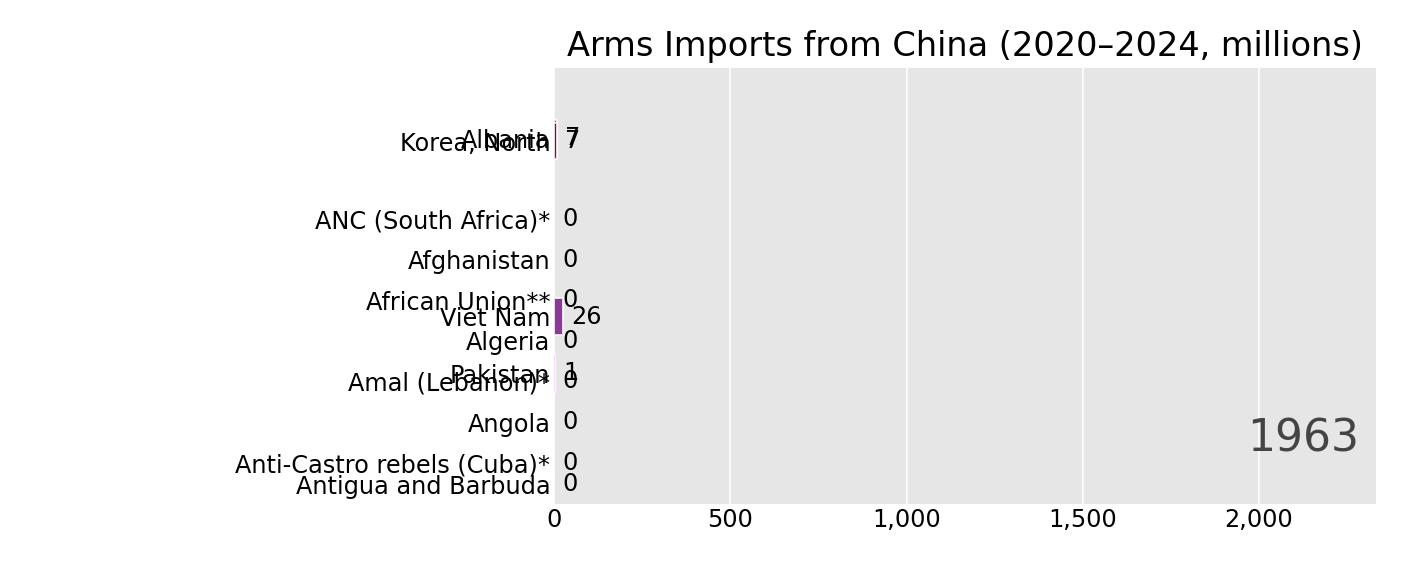 Arms Imports from China (2020–2024, millions)
Albania 7
Korea, North 7
ANC (South Africa)* 0
Afghanistan 0
African Union** 0
Viet Nam 26
Algeria 0
Pakistan 1
Amal (Lebanon)* 0
Angola 0
1963
Anti-Castro rebels (Cuba)* 0
Antigua and Barbuda 0
0 500 1,000 1,500 2,000